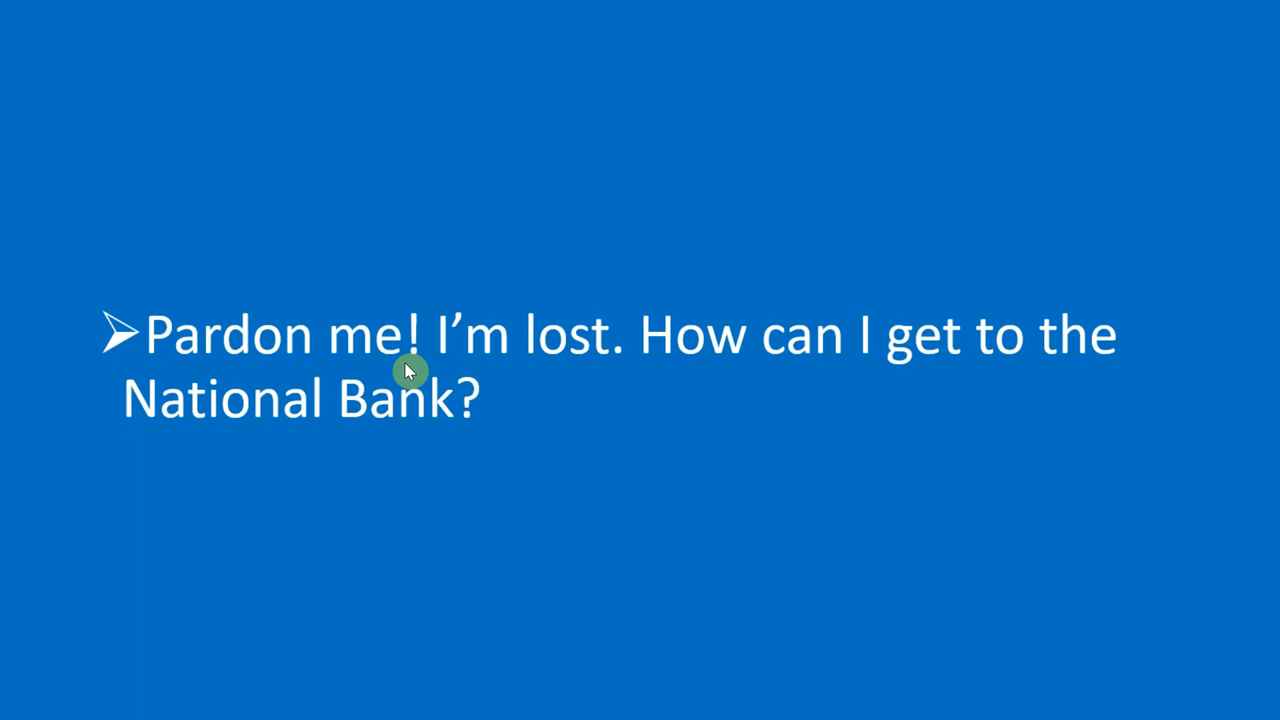 ➢Pardon me! I’m lost. How can I get to the
National Bank?